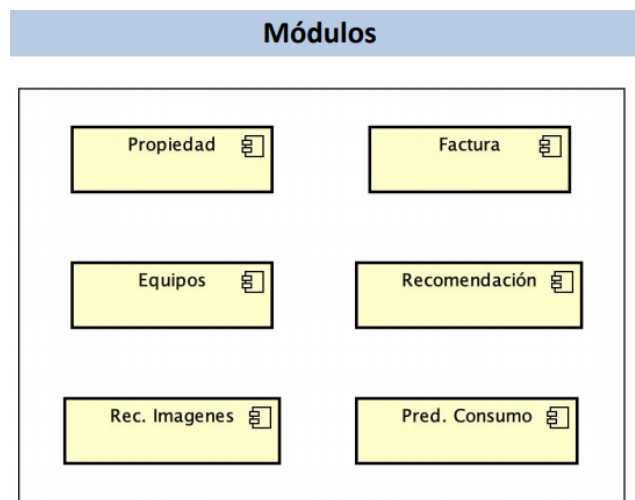 Módulos
Propiedad
Factura
Equipos
Recomendación
Rec. Imagenes
Pred. Consumo